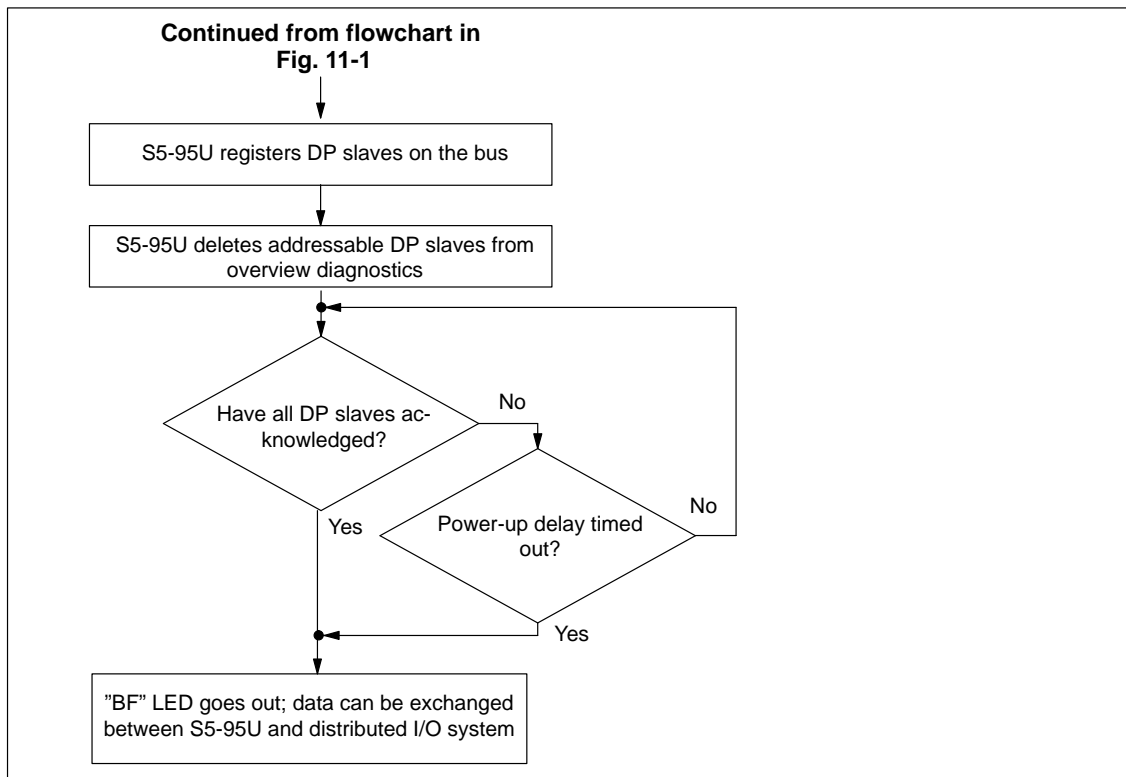 Continued from flowchart in
Fig. 11-1
S5-95U registers DP slaves on the bus
S5-95U deletes addressable DP slaves from
overview diagnostics
Have all DP slaves ac-
knowledged?
No
Yes
Power-up delay timed
out?
No
Yes
”BF” LED goes out; data can be exchanged
between S5-95U and distributed I/O system